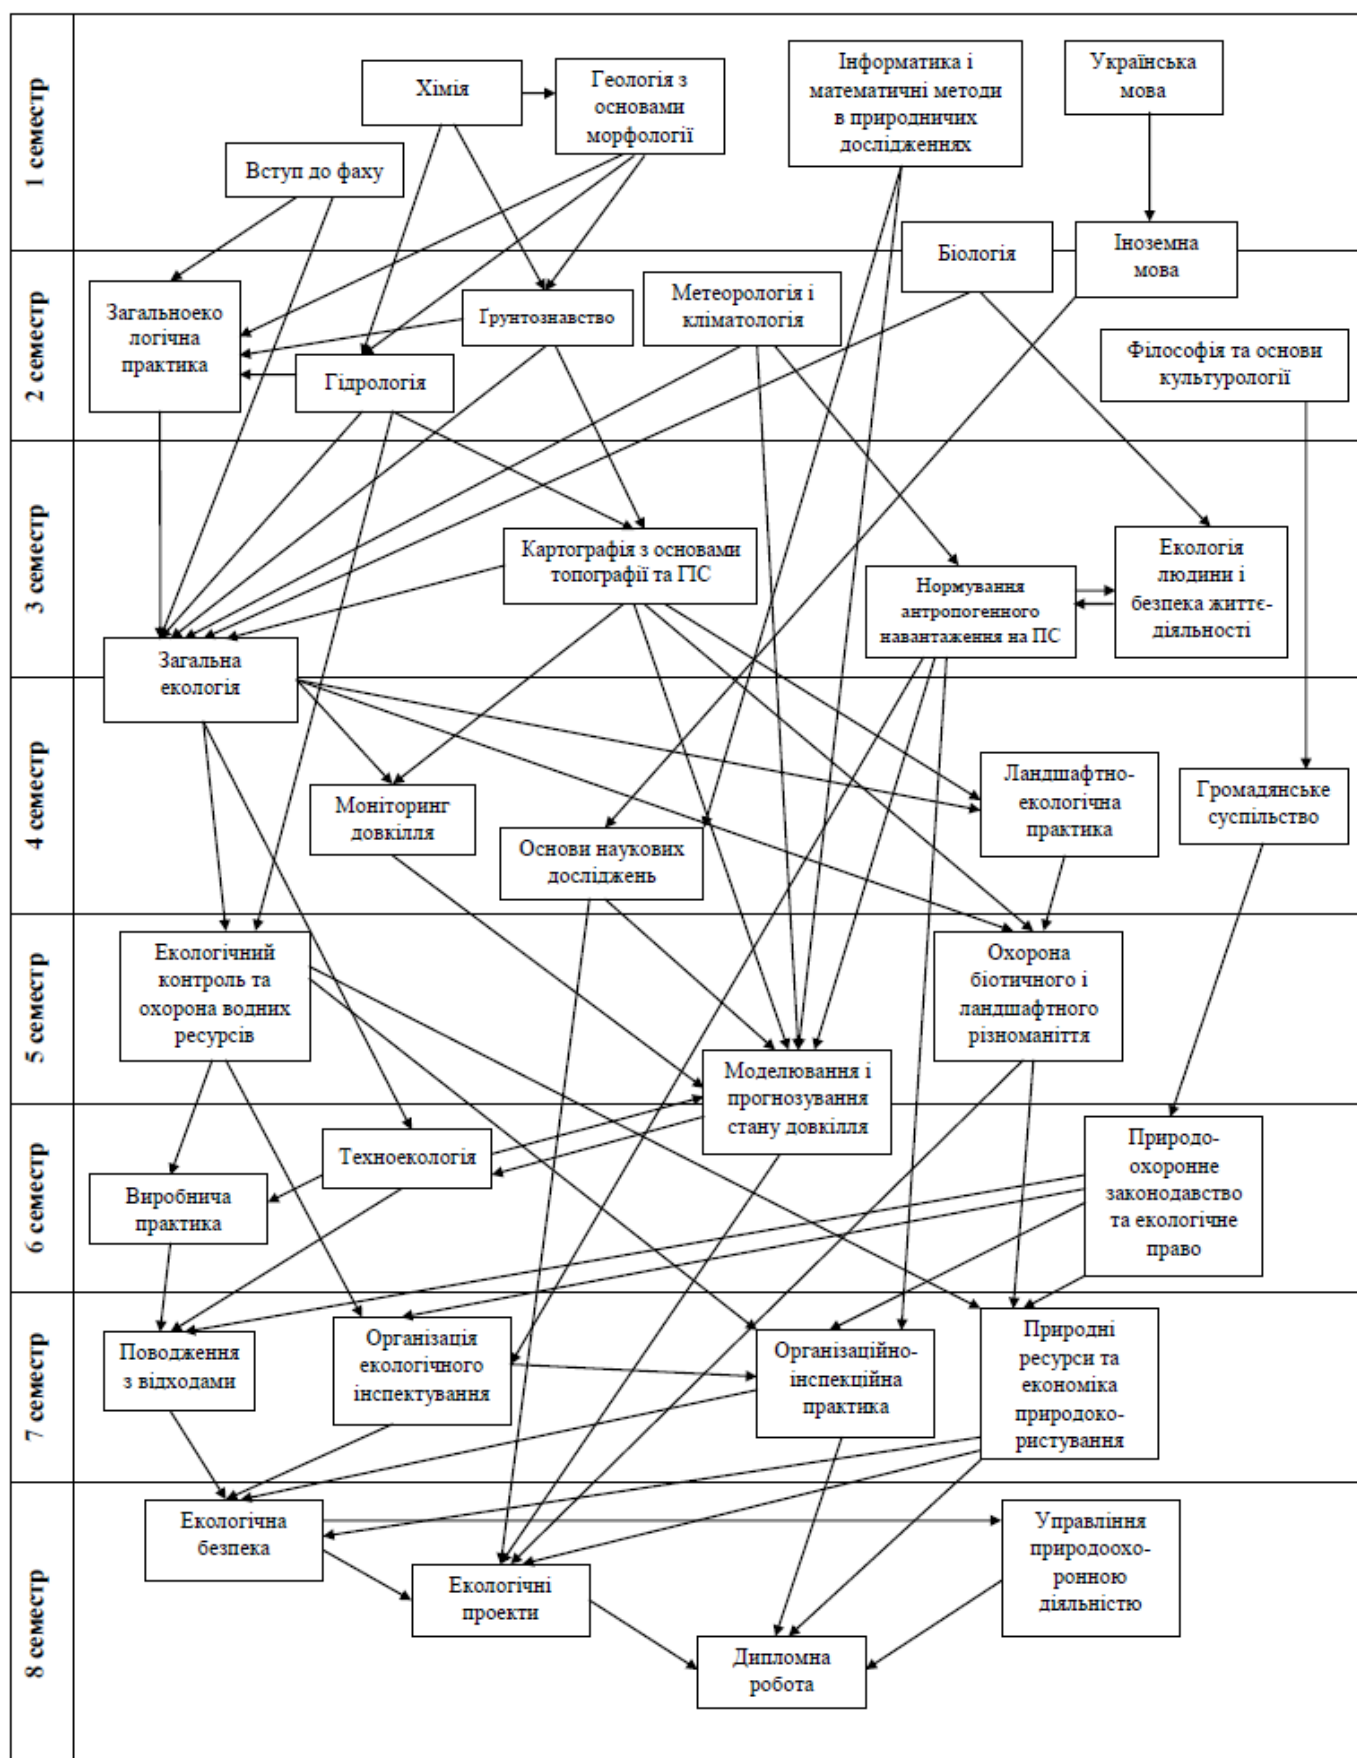 1 семестр
Хімія
Геологія з
основами
морфології
Інформатика і
математичні методи
в природничих
дослідженнях
Українська
мова
Вступ до фаху
Біологія
Іноземна
мова
2 семестр
Загальноеко
логічна
практика
Ґрунтознавство
Метеорологія і
кліматологія
Гідрологія
Філософія та основи
культурології
3 семестр
Картографія з основами
топографії та ГІС
Нормування
антропогенного
навантаження на ПС
Екологія
людини і
безпека життє-
діяльності
Загальна
екологія
4 семестр
Моніторинг
довкілля
Основи наукових
досліджень
Ландшафтно-
екологічна
практика
Громадянське
суспільство
5 семестр
Екологічний
контроль та
охорона водних
ресурсів
Охорона
біотичного і
ландшафтного
різноманіття
Моделювання і
прогнозування
стану довкілля
6 семестр
Техноекологія
Виробнича
практика
Природо-
охоронне
законодавство
та екологічне
право
7 семестр
Поводження
з відходами
Організація
екологічного
інспектування
Організаційно-
інспекційна
практика
Природні
ресурси та
економіка
природоко-
ристування
8 семестр
Екологічна
безпека
Екологічні
проекти
Управління
природоохо-
ронною
діяльністю
Дипломна
робота